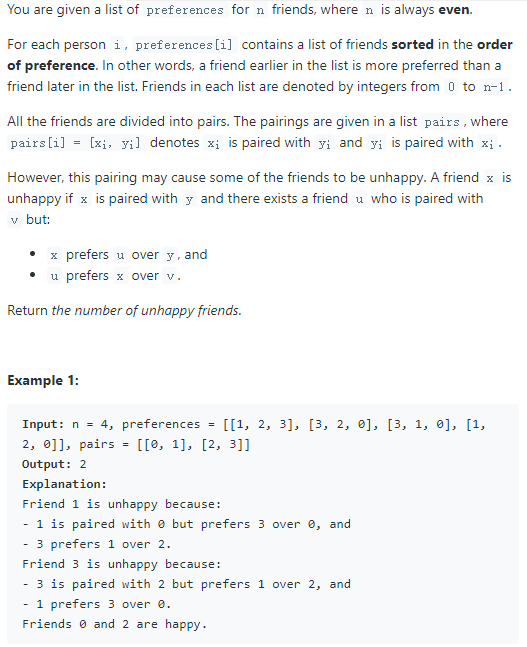 You are given a list of preferences for n friends, where n is always even.
For each person i, preferences[i] contains a list of friends sorted in the order
of preference. In other words, a friend earlier in the list is more preferred than a
friend later in the list. Friends in each list are denoted by integers from 0 to n-1.
All the friends are divided into pairs. The pairings are given in a list pairs, where
pairs[i] = [xᵢ, yᵢ] denotes xᵢ is paired with yᵢ and yᵢ is paired with xᵢ.
However, this pairing may cause some of the friends to be unhappy. A friend x is
unhappy if x is paired with y and there exists a friend u who is paired with
v but:
• x prefers u over y, and
• u prefers x over v.
Return the number of unhappy friends.
Example 1:
Input: n = 4, preferences = [[1, 2, 3], [3, 2, 0], [3, 1, 0], [1,
2, 0]], pairs = [[0, 1], [2, 3]]
Output: 2
Explanation:
Friend 1 is unhappy because:
- 1 is paired with 0 but prefers 3 over 0, and
- 3 prefers 1 over 2.
Friend 3 is unhappy because:
- 3 is paired with 2 but prefers 1 over 2, and
- 1 prefers 3 over 0.
Friends 0 and 2 are happy.